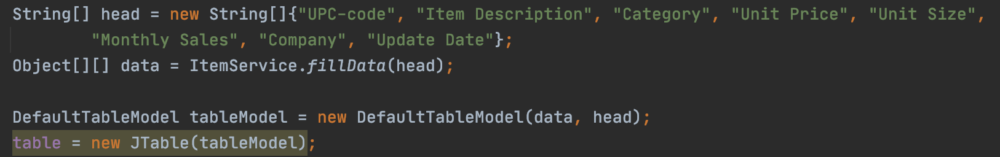 String[] head = new String[]{"UPC-code", "Item Description", "Category", "Unit Price", "Unit Size",
"Monthly Sales", "Company", "Update Date"};
Object[][] data = ItemService.fillData(head);
DefaultTableModel tableModel = new DefaultTableModel(data, head);
table = new JTable(tableModel);